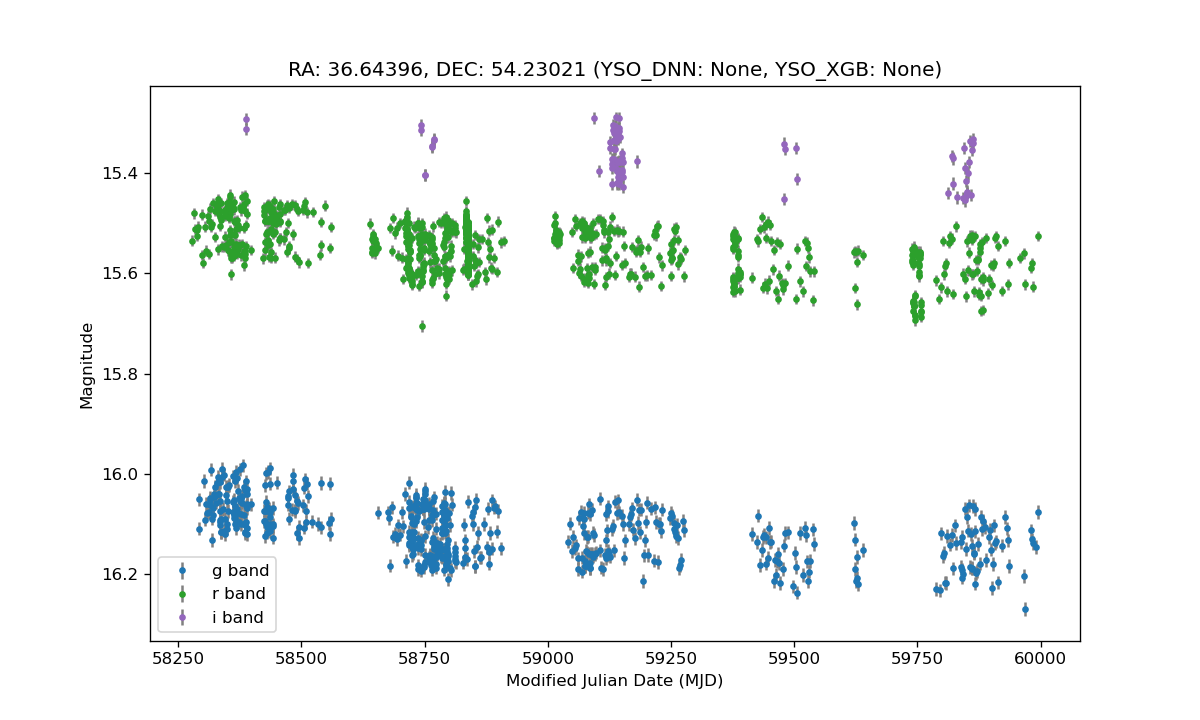 RA: 36.64396, DEC: 54.23021 (YSO_DNN: None, YSO_XGB: None)
Magnitude
15.4
15.6
15.8
16.0
16.2
g band
r band
i band
58250 58500 58750 59000 59250 59500 59750 60000
Modified Julian Date (MJD)